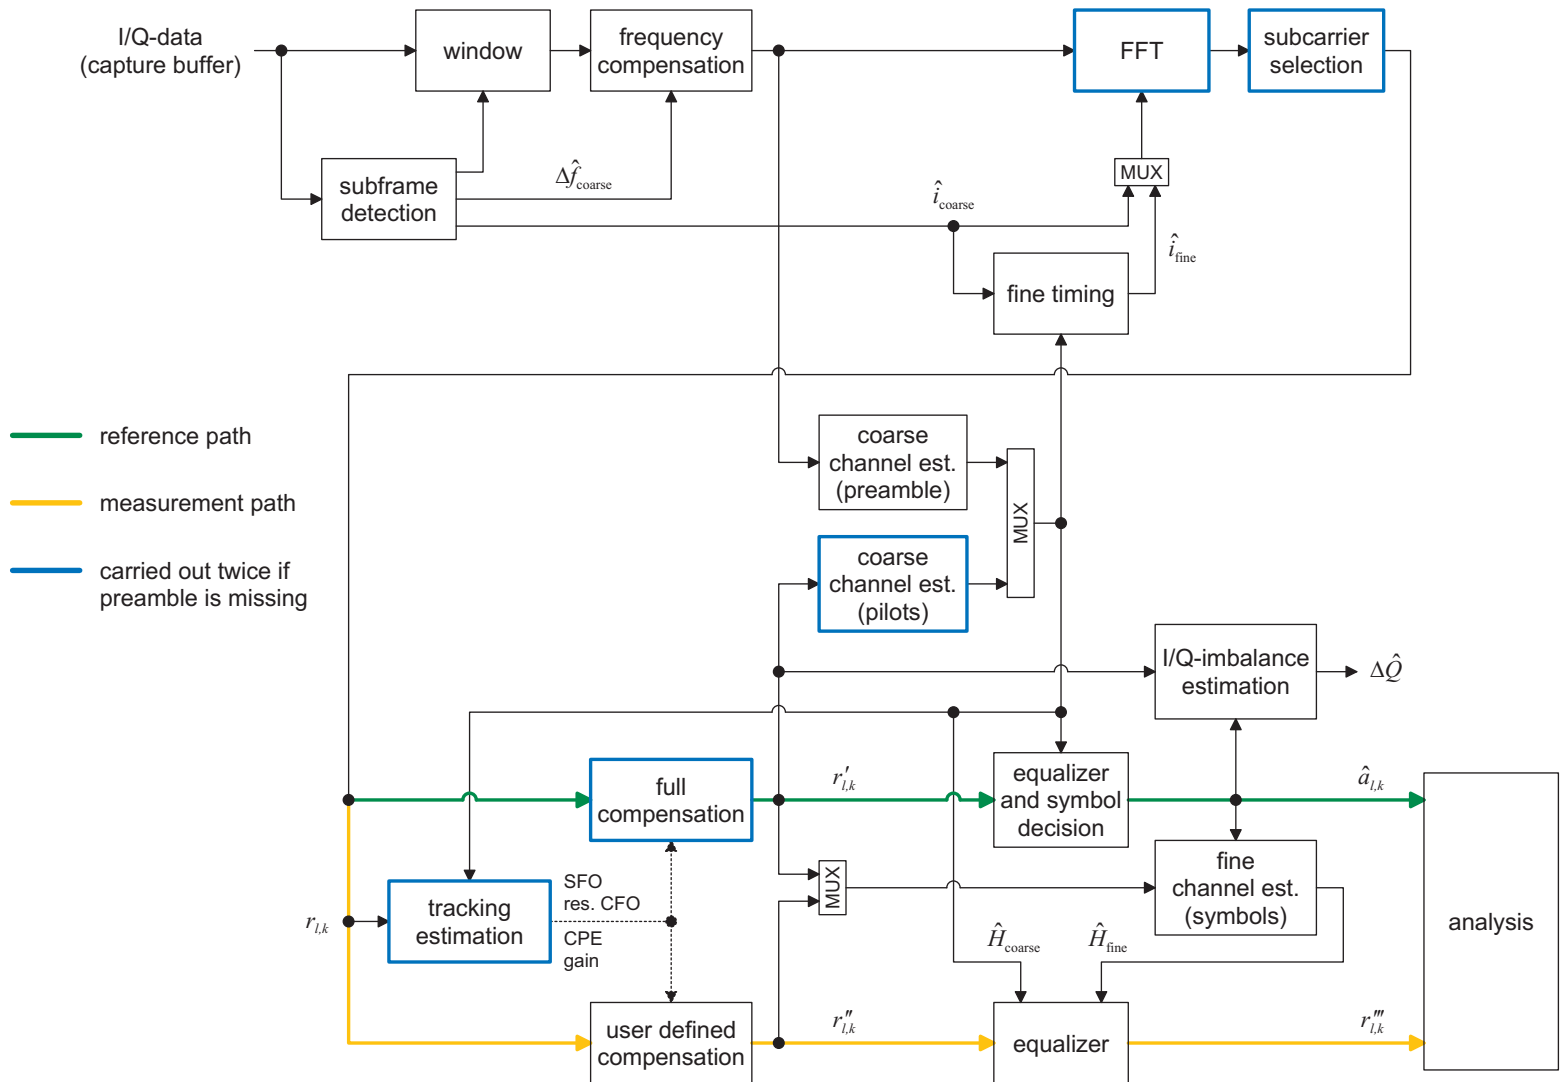 I/Q-data
(capture buffer)
window
frequency
compensation
FFT
subcarrier
selection
subframe
detection
Δf̂coarse
MUX
îcoarse
îfine
fine timing
reference path
measurement path
carried out twice if
preamble is missing
coarse
channel est.
(preamble)
MUX
coarse
channel est.
(pilots)
I/Q-imbalance
estimation
ΔQ̂
full
compensation
r′l,k
equalizer
and symbol
decision
âl,k
MUX
fine
channel est.
(symbols)
rl,k
tracking
estimation
SFO
res. CFO
CPE
gain
Ĥcoarse
Ĥfine
analysis
user defined
compensation
r″l,k
equalizer
r‴l,k